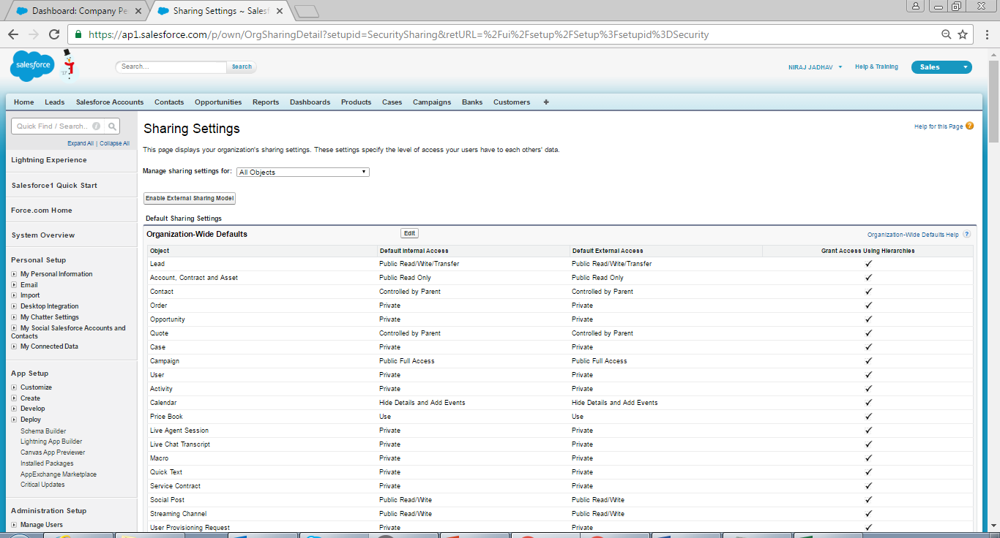 Dashboard: Company Pe
Sharing Settings ~ Salesf
https://ap1.salesforce.com/p/own/OrgSharingDetail?setupid=SecuritySharing&retURL=%2Fui%2Fsetup%2FSetup%3Fsetupid%3DSecurity
salesforce
'17
Search...
Search
NIRAJ JADHAV
Help & Training
Sales
Home Leads Salesforce Accounts Contacts Opportunities Reports Dashboards Products Cases Campaigns Banks Customers +
Quick Find / Search...
Expand All | Collapse All
Lightning Experience
Salesforce1 Quick Start
Force.com Home
System Overview
Personal Setup
My Personal Information
Email
Import
Desktop Integration
My Chatter Settings
My Social Salesforce Accounts and
Contacts
My Connected Data
App Setup
Customize
Create
Develop
Deploy
Schema Builder
Lightning App Builder
Canvas App Previewer
Installed Packages
AppExchange Marketplace
Critical Updates
Administration Setup
Manage Users
Sharing Settings
Help for this Page ?
This page displays your organization's sharing settings. These settings specify the level of access your users have to each others' data.
Manage sharing settings for: All Objects
Enable External Sharing Model
Default Sharing Settings
Organization-Wide Defaults Edit Organization-Wide Defaults Help ?
Object Default Internal Access Default External Access Grant Access Using Hierarchies
Lead Public Read/Write/Transfer Public Read/Write/Transfer ✓
Account, Contract and Asset Public Read Only Public Read Only ✓
Contact Controlled by Parent Controlled by Parent ✓
Order Private Private ✓
Opportunity Private Private ✓
Quote Controlled by Parent Controlled by Parent ✓
Case Private Private ✓
Campaign Public Full Access Public Full Access ✓
User Private Private ✓
Activity Private Private ✓
Calendar Hide Details and Add Events Hide Details and Add Events ✓
Price Book Use Use ✓
Live Agent Session Private Private ✓
Live Chat Transcript Private Private ✓
Macro Private Private ✓
Quick Text Private Private ✓
Service Contract Private Private ✓
Social Post Public Read/Write Public Read/Write ✓
Streaming Channel Public Read/Write Public Read/Write ✓
User Provisioning Request Private Private ✓